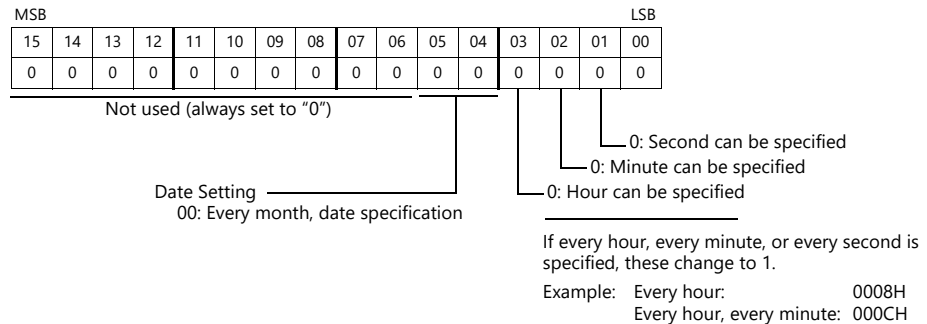 MSB LSB
15 14 13 12 11 10 09 08 07 06 05 04 03 02 01 00
0 0 0 0 0 0 0 0 0 0 0 0 0 0 0 0
Not used (always set to “0”)
0: Second can be specified
0: Minute can be specified
0: Hour can be specified
Date Setting
00: Every month, date specification
If every hour, every minute, or every second is
specified, these change to 1.
Example: Every hour: 0008H
Every hour, every minute: 000CH